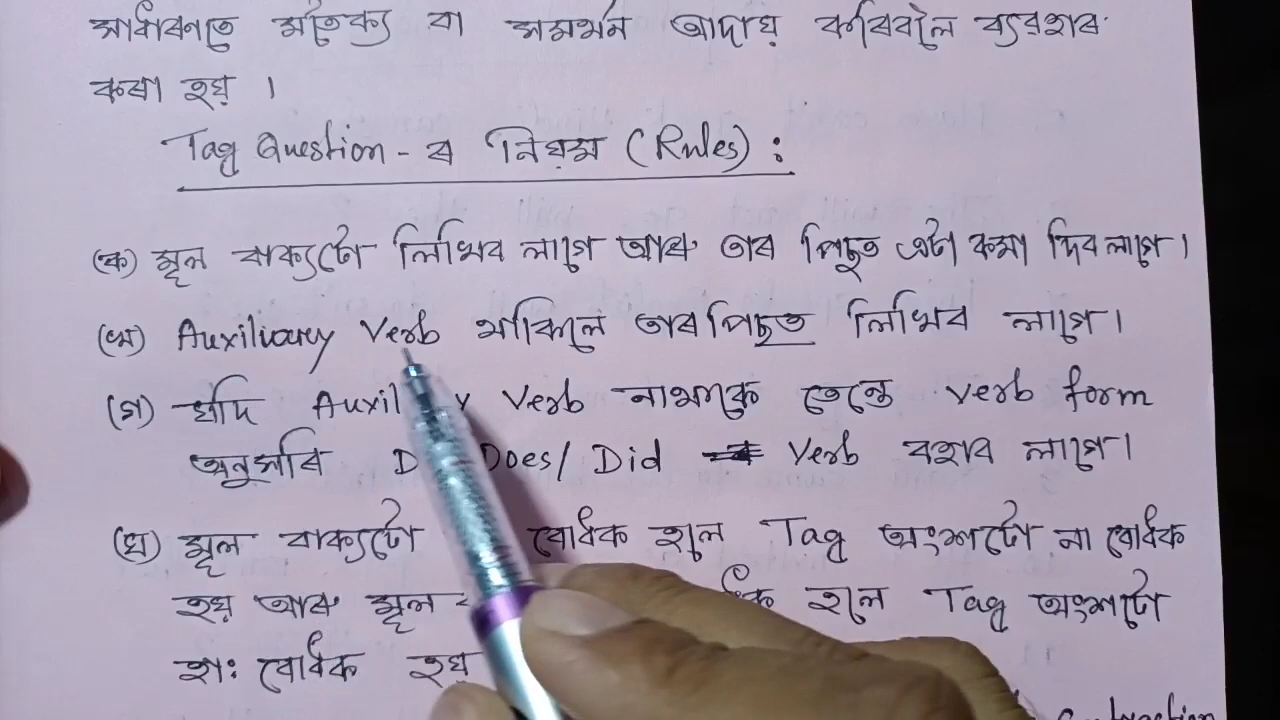 সাধাৰণতে মতৈক্য বা সমৰ্থন আদায় কৰিবলৈ ব্যৱহাৰ
কৰা হয় ।
Tag Question - ৰ নিয়ম (Rules) :
(ক) মূল বাক্যটো লিখিব লাগে আৰু তাৰ পিছত এটা কমা দিব লাগে।
(খ) Auxiliary Verb থাকিলে তাৰ পিছত লিখিব লাগে।
(গ) যদি Verb নাথাকে তেন্তে verb form
অনুসৰি Does/ Did Verb বহাব লাগে।
(ঘ) মূল বাক্যটো বোধক হলে Tag অংশটো না বোধক
হয় আৰু মূল হলে Tag অংশটো
হা: বোধক হয়